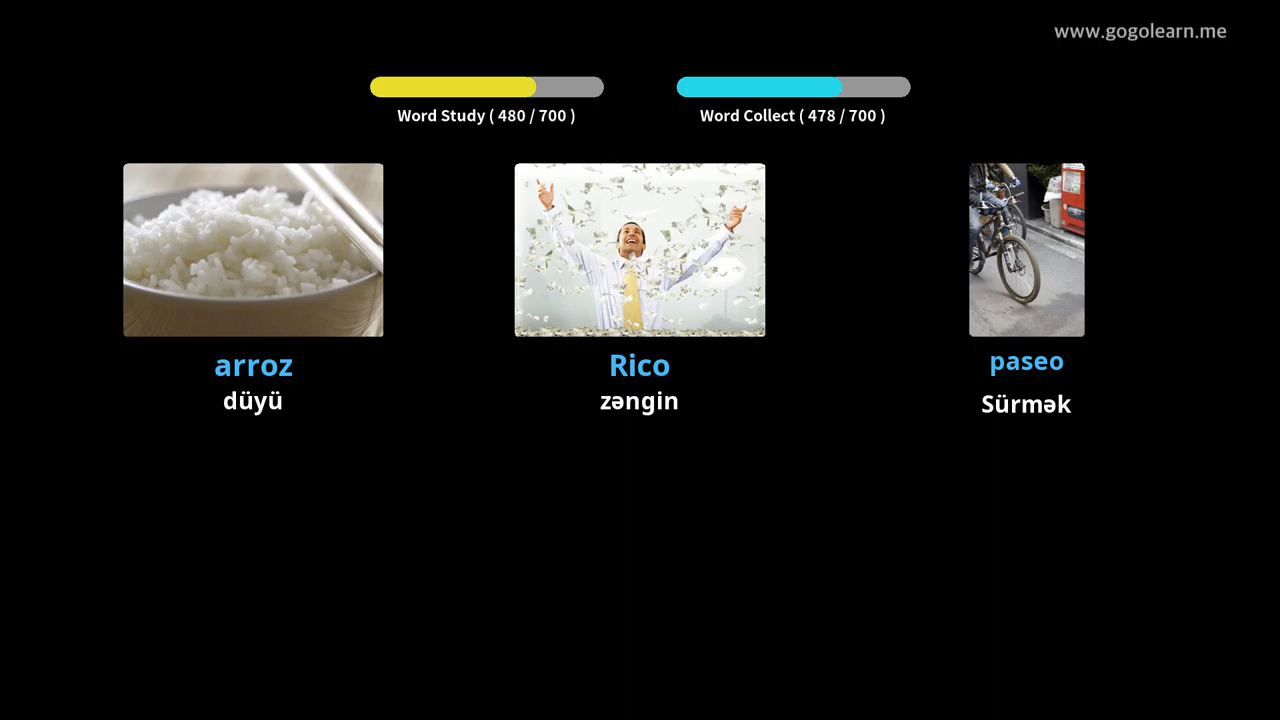 www.gogolearn.me
Word Study ( 480 / 700 )
Word Collect ( 478 / 700 )
arroz
düyü
Rico
zəngin
paseo
Sürmək